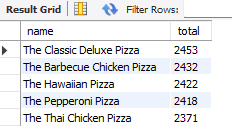 Result Grid Filter Rows:
name total
The Classic Deluxe Pizza 2453
The Barbecue Chicken Pizza 2432
The Hawaiian Pizza 2422
The Pepperoni Pizza 2418
The Thai Chicken Pizza 2371